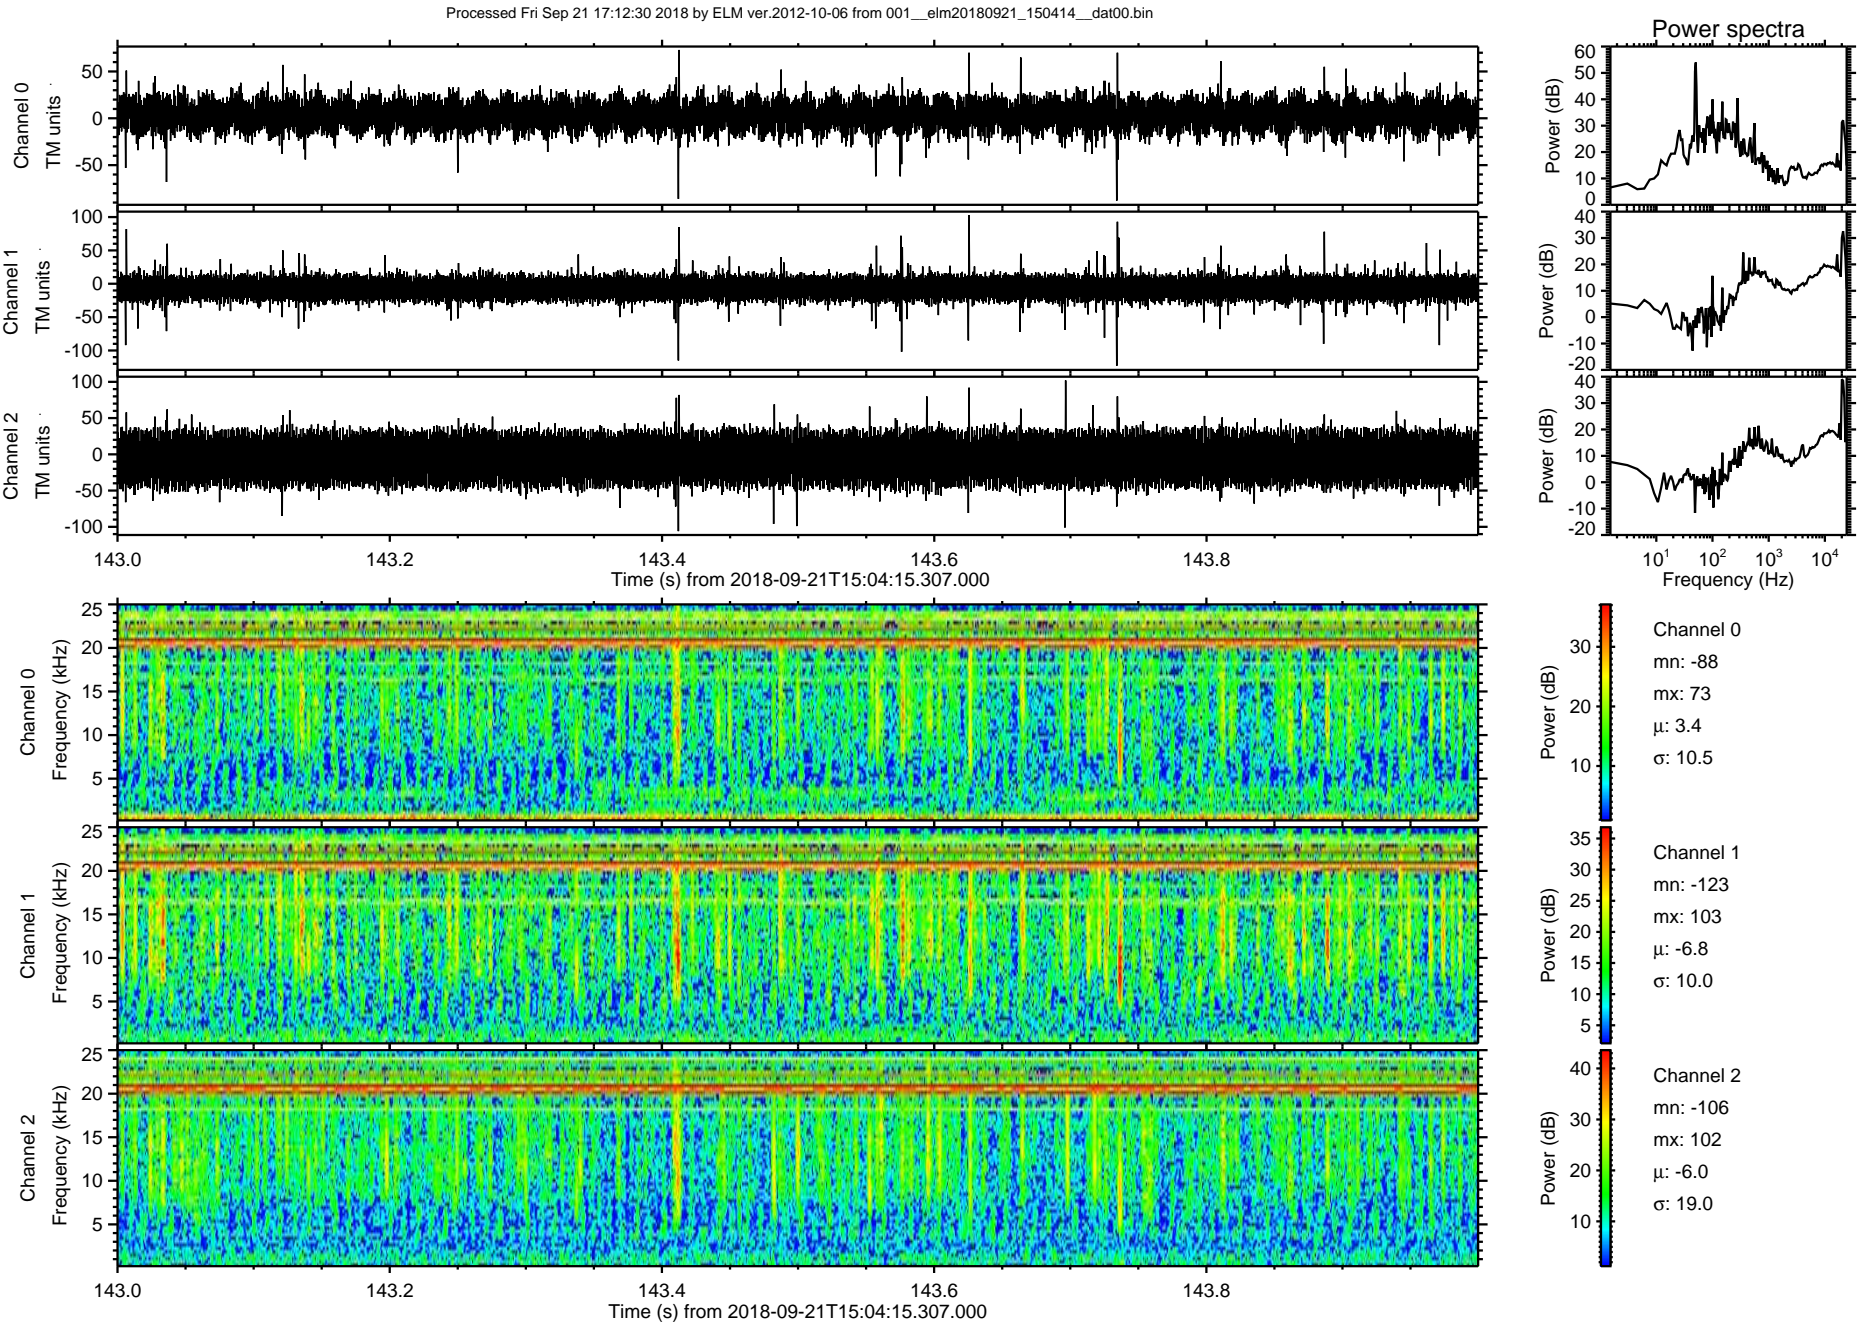 Processed Fri Sep 21 17:12:30 2018 by ELM ver.2012-10-06 from 001__elm20180921_150414__dat00.bin
Power spectra
Channel 0
TM units
50
0
-50
Power (dB)
60
50
40
30
20
10
0
Channel 1
TM units
100
50
0
-50
-100
Power (dB)
40
30
20
10
0
-10
-20
Channel 2
TM units
100
50
0
-50
-100
Power (dB)
40
30
20
10
0
-10
-20
143.0 143.2 143.4 143.6 143.8
Time (s) from 2018-09-21T15:04:15.307.000
10^1 10^2 10^3 10^4
Frequency (Hz)
Channel 0
Frequency (kHz)
25
20
15
10
5
Power (dB)
30
20
10
Channel 0
mn: -88
mx: 73
μ: 3.4
σ: 10.5
Channel 1
Frequency (kHz)
25
20
15
10
5
Power (dB)
35
30
25
20
15
10
5
Channel 1
mn: -123
mx: 103
μ: -6.8
σ: 10.0
Channel 2
Frequency (kHz)
25
20
15
10
5
Power (dB)
40
30
20
10
Channel 2
mn: -106
mx: 102
μ: -6.0
σ: 19.0
143.0 143.2 143.4 143.6 143.8
Time (s) from 2018-09-21T15:04:15.307.000